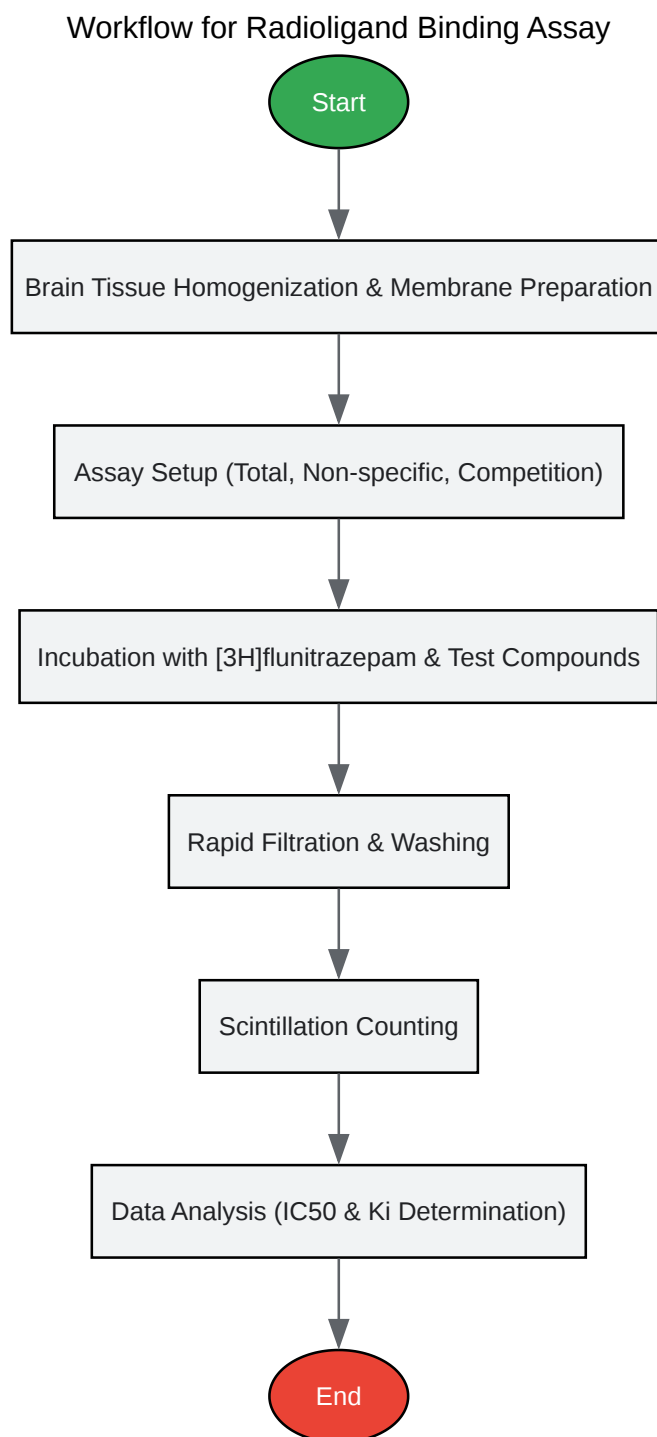 Workflow for Radioligand Binding Assay
Start
Brain Tissue Homogenization & Membrane Preparation
Assay Setup (Total, Non-specific, Competition)
Incubation with [3H]flunitrazepam & Test Compounds
Rapid Filtration & Washing
Scintillation Counting
Data Analysis (IC50 & Ki Determination)
End